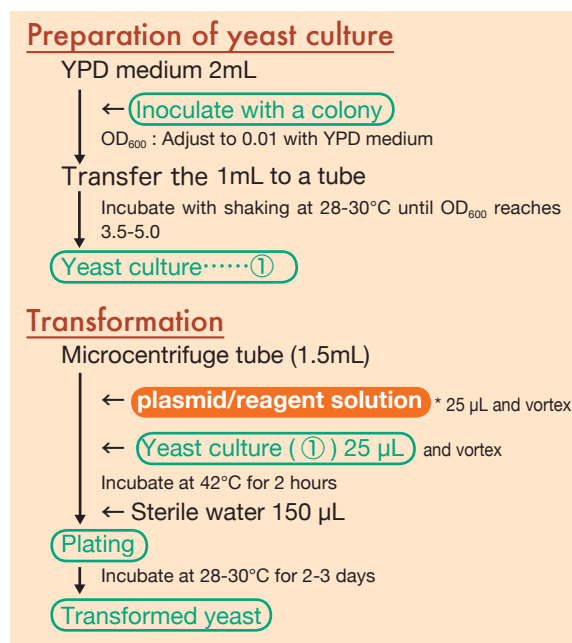 Preparation of yeast culture
YPD medium 2mL
← Inoculate with a colony
OD₆₀₀ : Adjust to 0.01 with YPD medium
Transfer the 1mL to a tube
Incubate with shaking at 28-30°C until OD₆₀₀ reaches
3.5-5.0
Yeast culture……①
Transformation
Microcentrifuge tube (1.5mL)
← plasmid/reagent solution * 25 µL and vortex
← Yeast culture ( ① ) 25 µL and vortex
Incubate at 42°C for 2 hours
← Sterile water 150 µL
Plating
Incubate at 28-30°C for 2-3 days
Transformed yeast